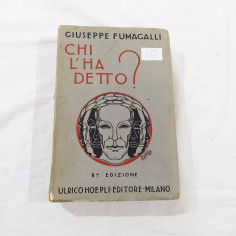 GIUSEPPE FUMAGALLI
CHI
L'HA
DETTO?
8ª EDIZIONE
ULRICO HOEPLI·EDITORE·MILANO